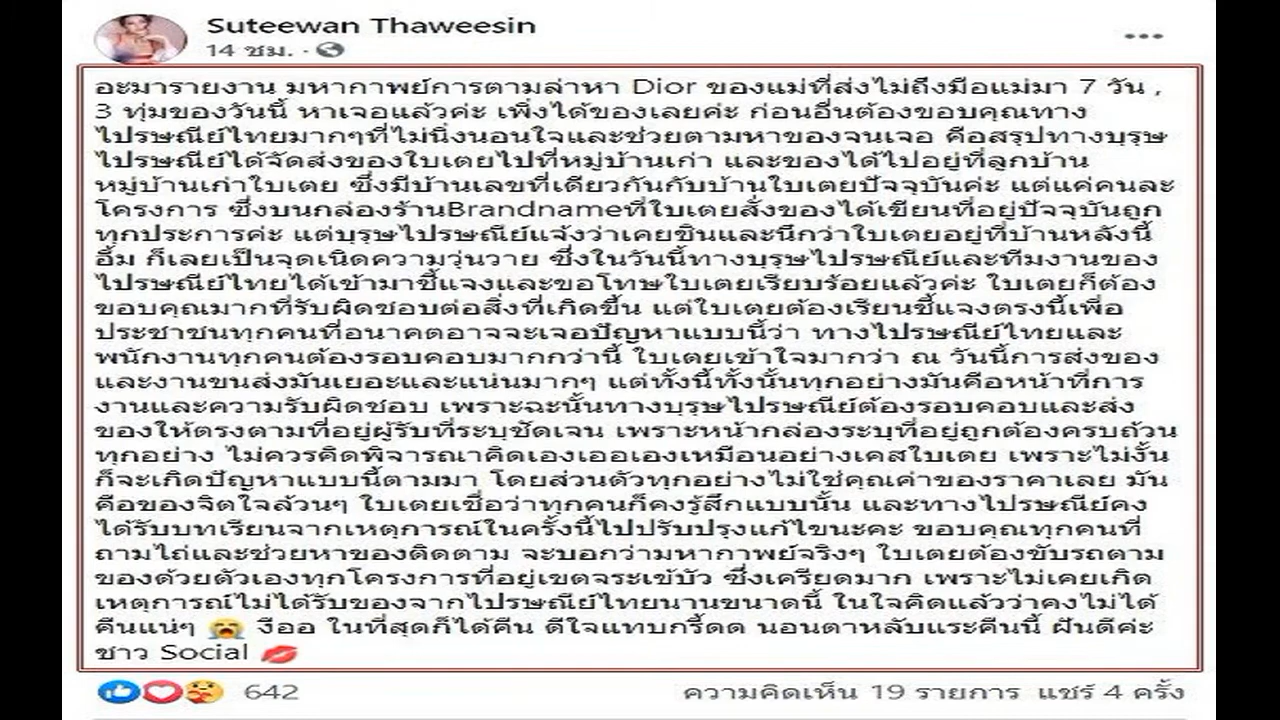 Suteewan Thaweesin
14 ชม. ·
อะมารายงาน มหากาพย์การตามล่าหา Dior ของแม่ที่ส่งไม่ถึงมือแม่มา 7 วัน ,
3 ทุ่มของวันนี้ หาเจอแล้วค่ะ เพิ่งได้ของเลยค่ะ ก่อนอื่นต้องขอบคุณทาง
ไปรษณีย์ไทยมากๆที่ไม่นิ่งนอนใจและช่วยตามหาของจนเจอ คือสรุปทางบุรุษ
ไปรษณีย์ได้จัดส่งของใบเตยไปที่หมู่บ้านเก่า และของได้ไปอยู่ที่ลูกบ้าน
หมู่บ้านเก่าใบเตย ซึ่งมีบ้านเลขที่เดียวกันกับบ้านใบเตยปัจจุบันค่ะ แต่แค่คนละ
โครงการ ซึ่งบนกล่องร้านBrandnameที่ใบเตยสั่งของได้เขียนที่อยู่ปัจจุบันถูก
ทุกประการค่ะ แต่บุรุษไปรษณีย์แจ้งว่าเคยชินและนึกว่าใบเตยอยู่ที่บ้านหลังนี้
อิ้ม ก็เลยเป็นจุดเนิดความวุ่นวาย ซึ่งในวันนี้ทางบุรุษไปรษณีย์และทีมงานของ
ไปรษณีย์ไทยได้เข้ามาชี้แจงและขอโทษใบเตยเรียบร้อยแล้วค่ะ ใบเตยก็ต้อง
ขอบคุณมากที่รับผิดชอบต่อสิ่งที่เกิดขึ้น แต่ใบเตยต้องเรียนชี้แจงตรงนี้เพื่อ
ประชาชนทุกคนที่อนาคตอาจจะเจอปัญหาแบบนี้ว่า ทางไปรษณีย์ไทยและ
พนักงานทุกคนต้องรอบคอบมากกว่านี้ ใบเตยเข้าใจมากว่า ณ วันนี้การส่งของ
และงานขนส่งมันเยอะและแน่นมากๆ แต่ทั้งนี้ทั้งนั้นทุกอย่างมันคือหน้าที่การ
งานและความรับผิดชอบ เพราะฉะนั้นทางบุรุษไปรษณีย์ต้องรอบคอบและส่ง
ของให้ตรงตามที่อยู่ผู้รับที่ระบุชัดเจน เพราะหน้ากล่องระบุที่อยู่ถูกต้องครบถ้วน
ทุกอย่าง ไม่ควรคิดพิจารณาคิดเองเออเองเหมือนอย่างเคสใบเตย เพราะไม่งั้น
ก็จะเกิดปัญหาแบบนี้ตามมา โดยส่วนตัวทุกอย่างไม่ใช่คุณค่าของราคาเลย มัน
คือของจิตใจล้วนๆ ใบเตยเชื่อว่าทุกคนก็คงรู้สึกแบบนั้น และทางไปรษณีย์คง
ได้รับบทเรียนจากเหตุการณ์ในครั้งนี้ไปปรับปรุงแก้ไขนะคะ ขอบคุณทุกคนที่
ถามไถ่และช่วยหาของติดตาม จะบอกว่ามหากาพย์จริงๆ ใบเตยต้องขับรถตาม
ของด้วยตัวเองทุกโครงการที่อยู่เขตจระเข้บัว ซึ่งเครียดมาก เพราะไม่เคยเกิด
เหตุการณ์ไม่ได้รับของจากไปรษณีย์ไทยนานขนาดนี้ ในใจคิดแล้วว่าคงไม่ได้
คืนแน่ๆ 😭 งืออ ในที่สุดก็ได้คืน ดีใจแทบกรี้ดด นอนตาหลับแระคืนนี้ ฝันดีค่ะ
ชาว Social 💋
642 ความคิดเห็น 19 รายการ แชร์ 4 ครั้ง